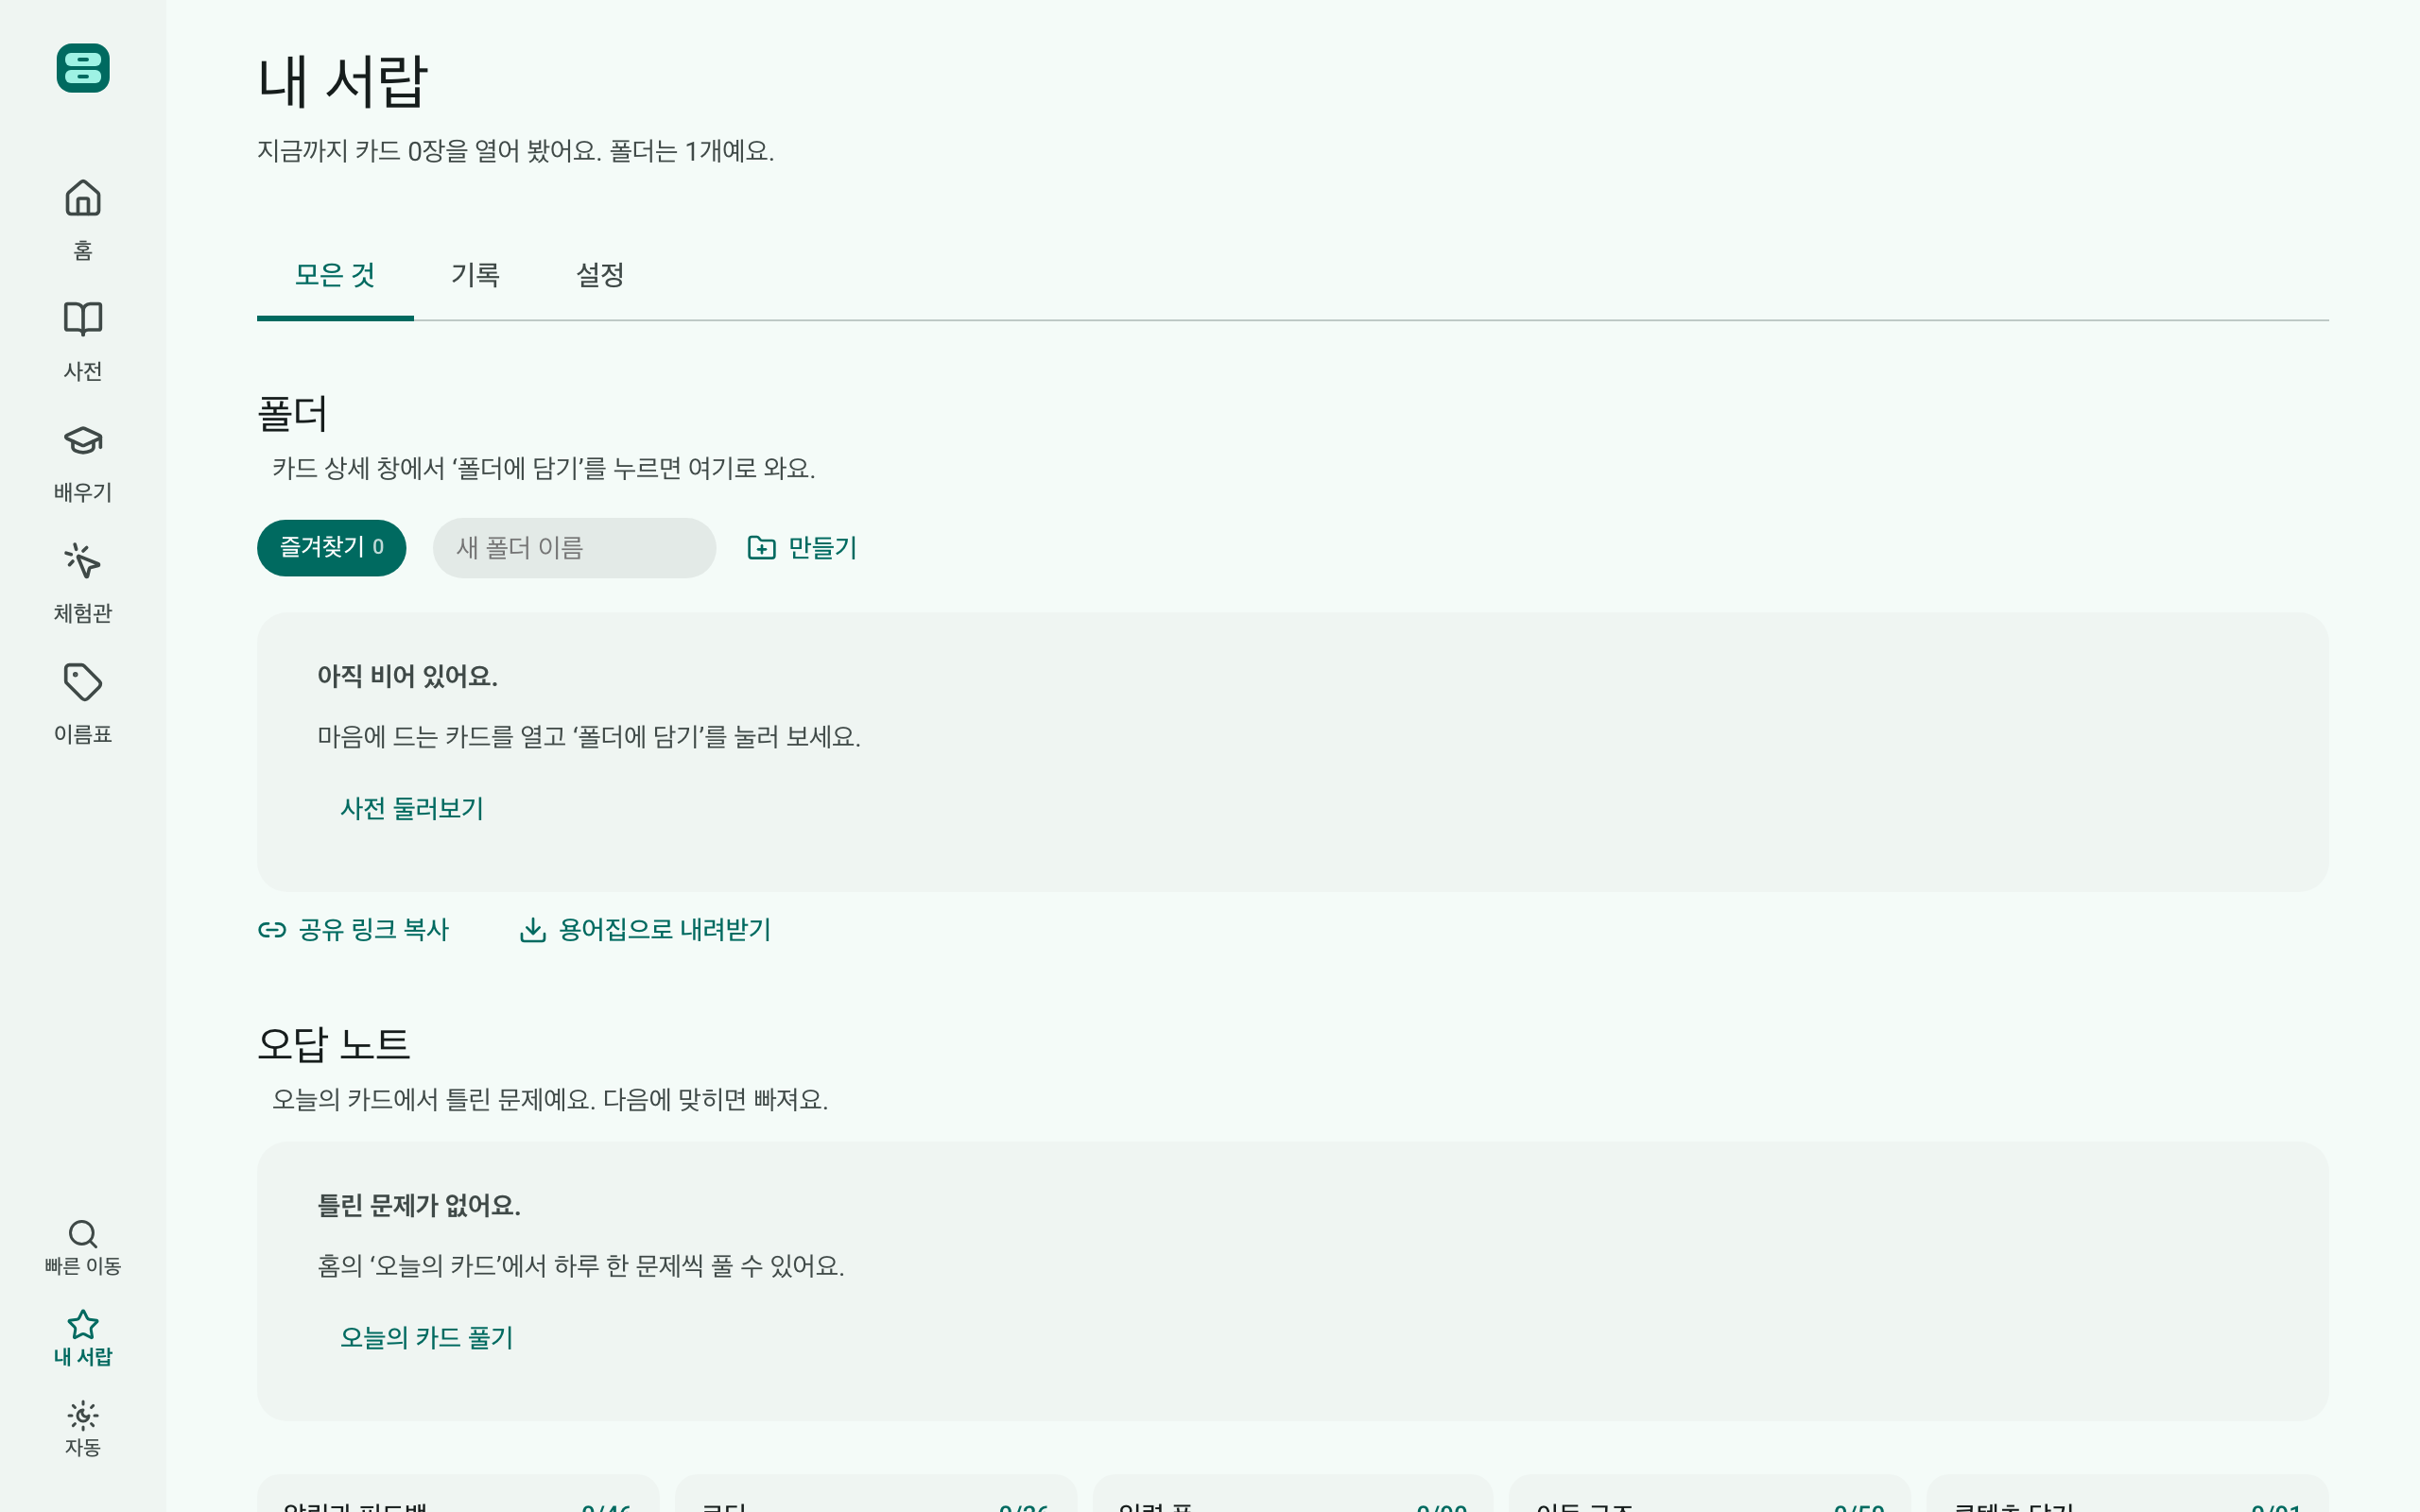 내 서랍
지금까지 카드 0장을 열어 봤어요. 폴더는 1개예요.
홈
사전
배우기
체험관
이름표
모은 것
기록
설정
폴더
카드 상세 창에서 ‘폴더에 담기’를 누르면 여기로 와요.
즐겨찾기 0
새 폴더 이름
만들기
아직 비어 있어요.
마음에 드는 카드를 열고 ‘폴더에 담기’를 눌러 보세요.
사전 둘러보기
공유 링크 복사
용어집으로 내려받기
오답 노트
오늘의 카드에서 틀린 문제예요. 다음에 맞히면 빠져요.
틀린 문제가 없어요.
홈의 ‘오늘의 카드’에서 하루 한 문제씩 풀 수 있어요.
오늘의 카드 풀기
빠른 이동
내 서랍
자동